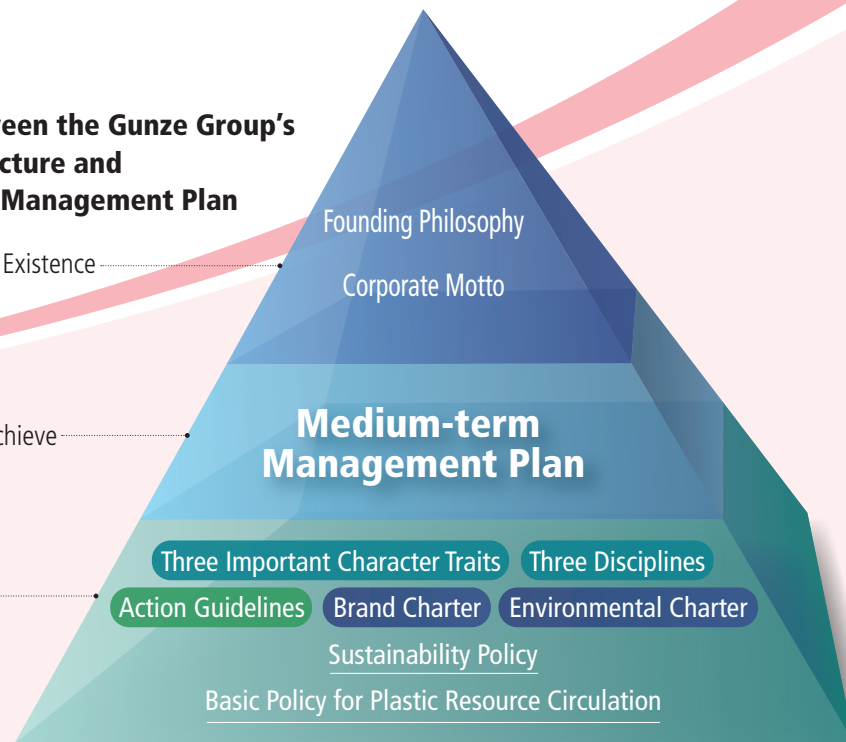 een the Gunze Group's
cture and
Management Plan
Founding Philosophy
Existence
Corporate Motto
chieve
Medium-term
Management Plan
Three Important Character Traits Three Disciplines
Action Guidelines Brand Charter Environmental Charter
Sustainability Policy
Basic Policy for Plastic Resource Circulation